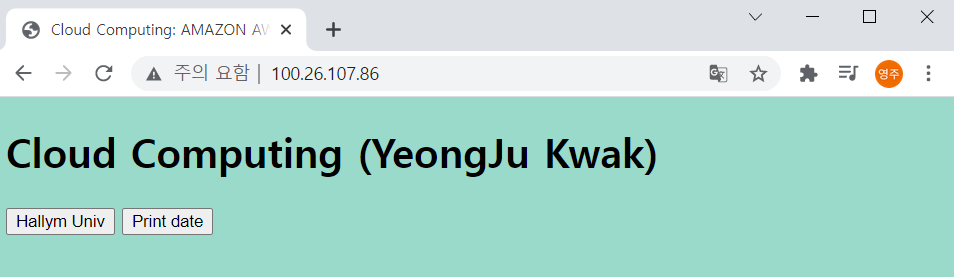 Cloud Computing: AMAZON AW
주의 요함 | 100.26.107.86
영주
Cloud Computing (YeongJu Kwak)
Hallym Univ Print date